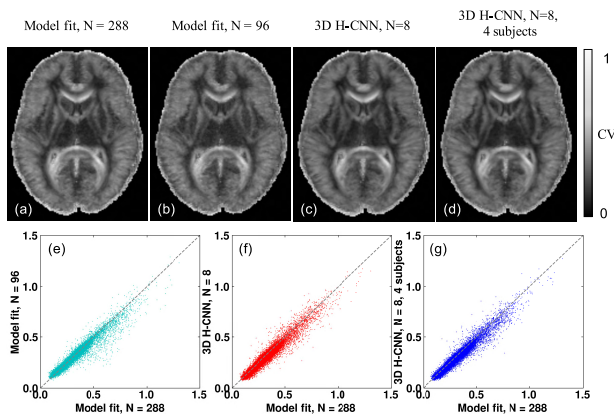 Model fit, N = 288
Model fit, N = 96
3D H-CNN, N=8
3D H-CNN, N=8,
4 subjects
1
CV
0
(a)
(b)
(c)
(d)
(e)
1.5
1.0
0.5
0.0
Model fit, N = 96
0.5
1.0
1.5
Model fit, N = 288
(f)
1.5
1.0
0.5
0.0
3D H-CNN, N = 8
0.5
1.0
1.5
Model fit, N = 288
(g)
1.5
1.0
0.5
0.0
3D H-CNN, N = 8, 4 subjects
0.5
1.0
1.5
Model fit, N = 288